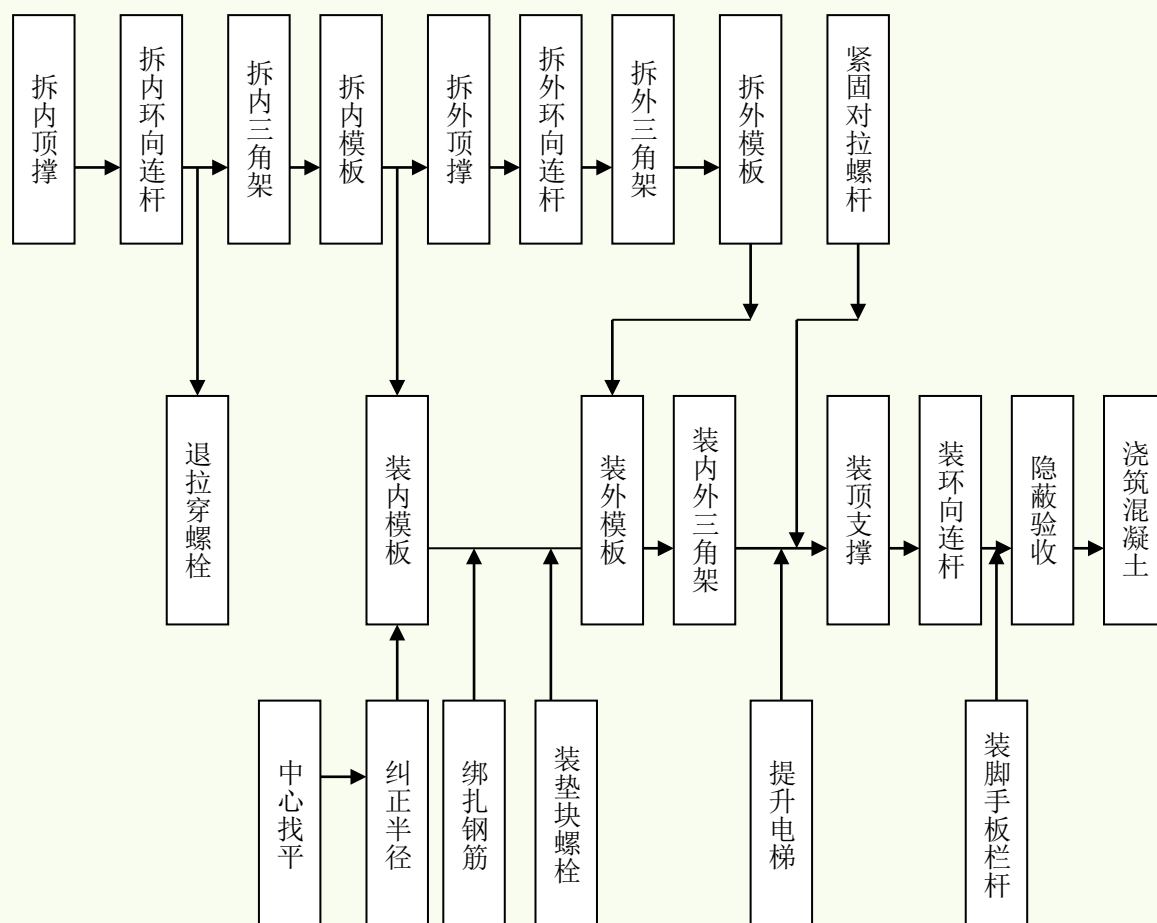 拆内顶撑
拆内环向连杆
拆内三角架
拆内模板
拆外顶撑
拆外环向连杆
拆外三角架
拆外模板
紧固对拉螺杆
退拉穿螺栓
装内模板
装外模板
装内外三角架
装顶支撑
装环向连杆
隐蔽验收
浇筑混凝土
中心找平
纠正半径
绑扎钢筋
装垫块螺栓
提升电梯
装脚手板栏杆